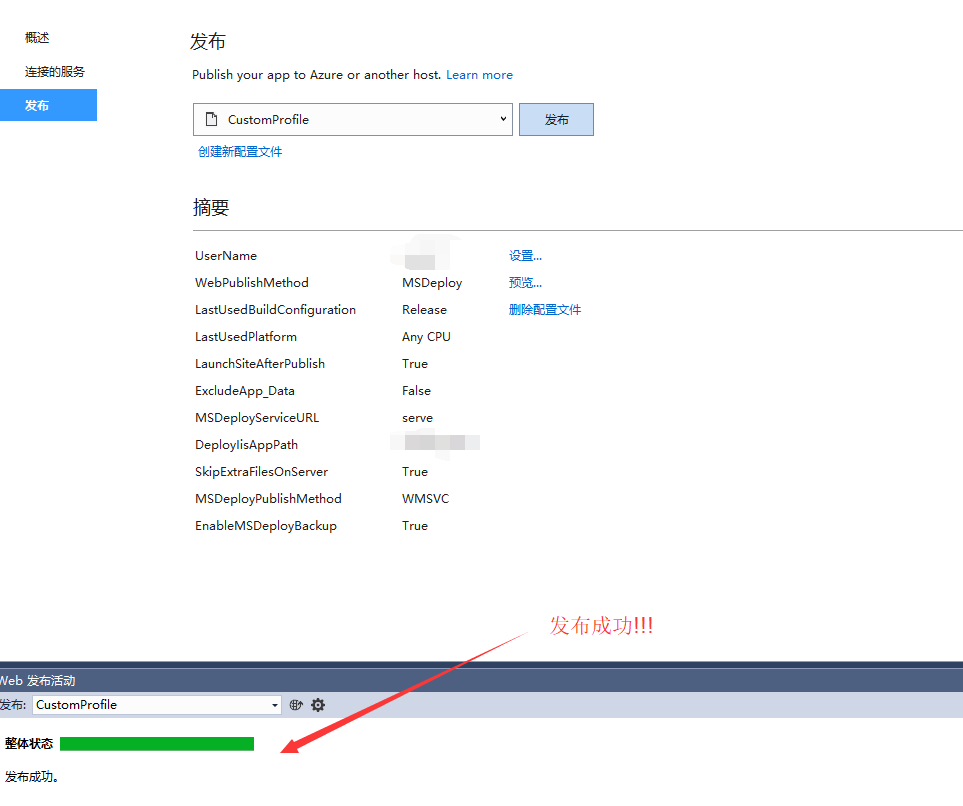 概述
连接的服务
发布
发布
Publish your app to Azure or another host. Learn more
CustomProfile
发布
创建新配置文件
摘要
UserName 设置...
WebPublishMethod MSDeploy 预览...
LastUsedBuildConfiguration Release 删除配置文件
LastUsedPlatform Any CPU
LaunchSiteAfterPublish True
ExcludeApp_Data False
MSDeployServiceURL serve
DeployIisAppPath
SkipExtraFilesOnServer True
MSDeployPublishMethod WMSVC
EnableMSDeployBackup True
发布成功!!!
Web 发布活动
发布: CustomProfile
整体状态
发布成功。